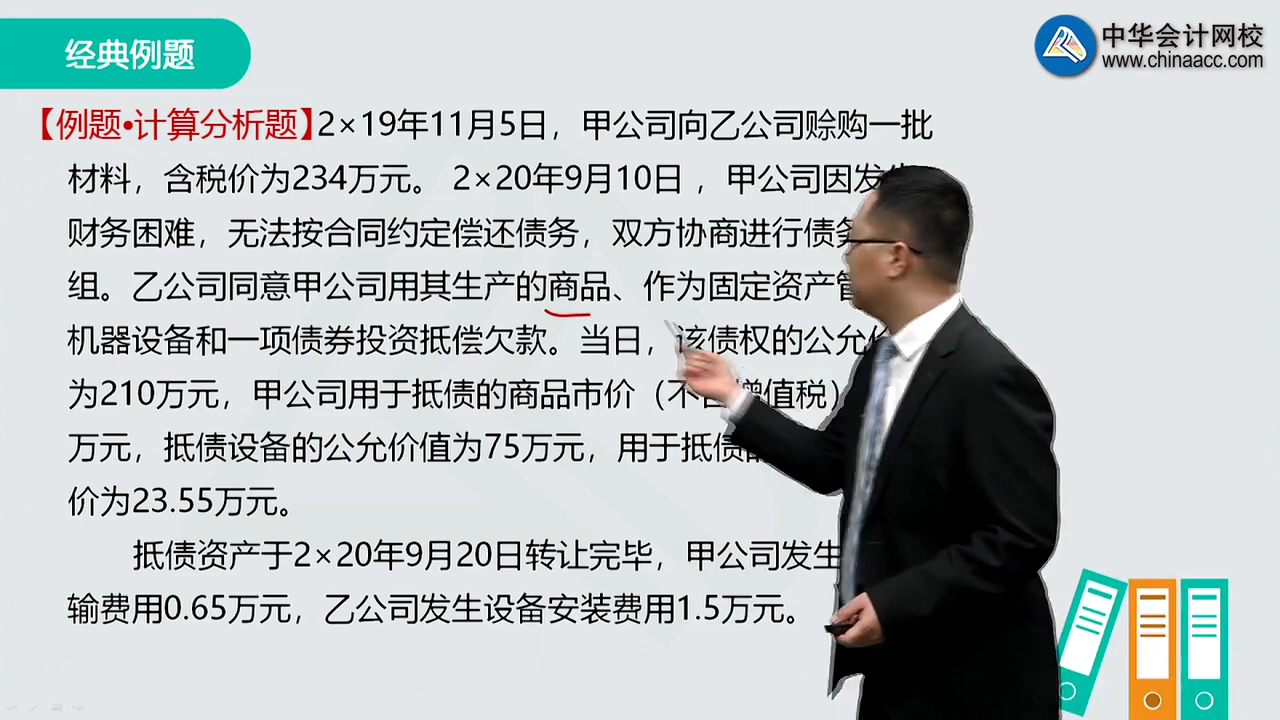 经典例题
中华会计网校
www.chinaacc.com
【例题•计算分析题】2×19年11月5日，甲公司向乙公司赊购一批
材料，含税价为234万元。 2×20年9月10日 ，甲公司因发
财务困难，无法按合同约定偿还债务，双方协商进行债务
组。乙公司同意甲公司用其生产的商品、作为固定资产
机器设备和一项债券投资抵偿欠款。当日，该债权的公允
为210万元，甲公司用于抵债的商品市价（不含增值税）
万元，抵债设备的公允价值为75万元，用于抵债
价为23.55万元。
抵债资产于2×20年9月20日转让完毕，甲公司发生
输费用0.65万元，乙公司发生设备安装费用1.5万元。